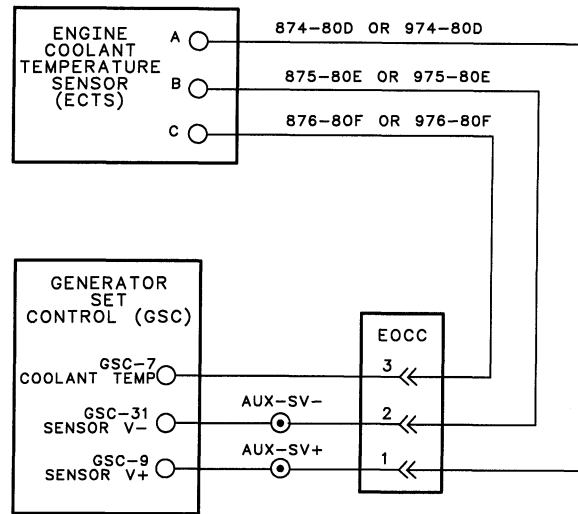 ENGINE
COOLANT
TEMPERATURE
SENSOR
(ECTS)
A
B
C
874-80D OR 974-80D
875-80E OR 975-80E
876-80F OR 976-80F
GENERATOR
SET
CONTROL (GSC)
GSC-7
COOLANT TEMP
GSC-31
SENSOR V-
GSC-9
SENSOR V+
AUX-SV-
AUX-SV+
EOCC
3
2
1